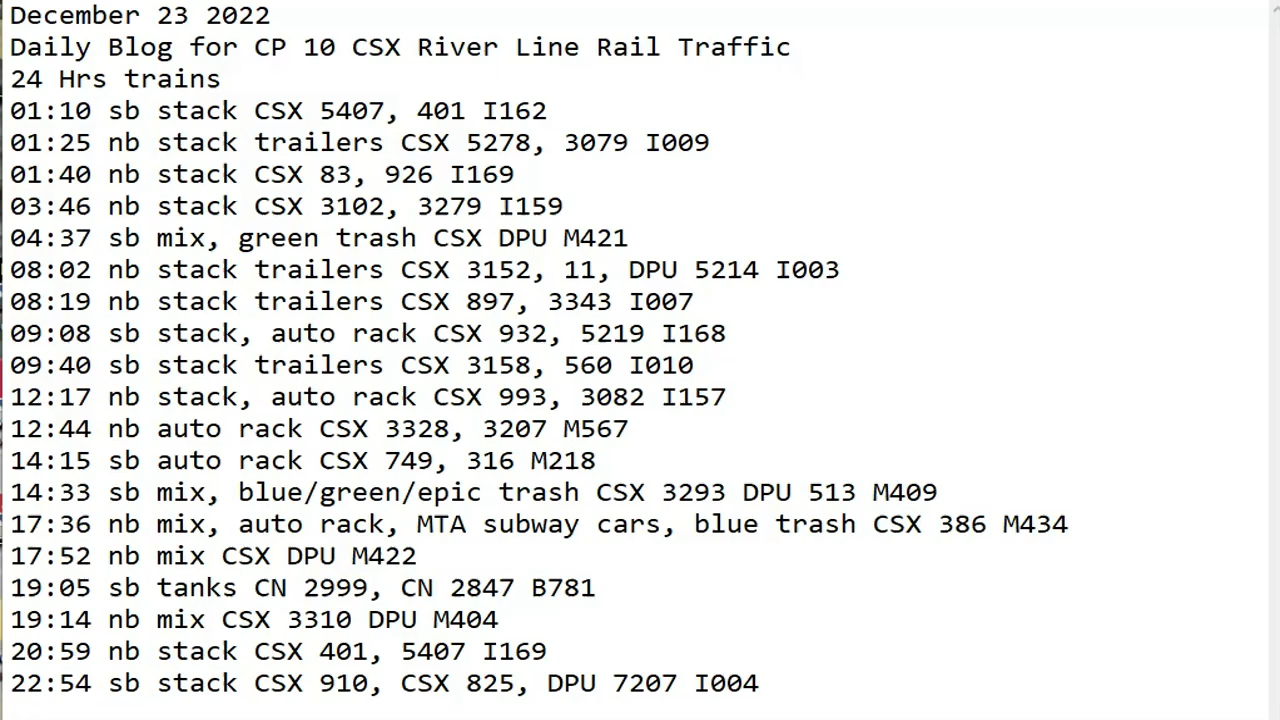 December 23 2022
Daily Blog for CP 10 CSX River Line Rail Traffic
24 Hrs trains
01:10 sb stack CSX 5407, 401 I162
01:25 nb stack trailers CSX 5278, 3079 I009
01:40 nb stack CSX 83, 926 I169
03:46 nb stack CSX 3102, 3279 I159
04:37 sb mix, green trash CSX DPU M421
08:02 nb stack trailers CSX 3152, 11, DPU 5214 I003
08:19 nb stack trailers CSX 897, 3343 I007
09:08 sb stack, auto rack CSX 932, 5219 I168
09:40 sb stack trailers CSX 3158, 560 I010
12:17 nb stack, auto rack CSX 993, 3082 I157
12:44 nb auto rack CSX 3328, 3207 M567
14:15 sb auto rack CSX 749, 316 M218
14:33 sb mix, blue/green/epic trash CSX 3293 DPU 513 M409
17:36 nb mix, auto rack, MTA subway cars, blue trash CSX 386 M434
17:52 nb mix CSX DPU M422
19:05 sb tanks CN 2999, CN 2847 B781
19:14 nb mix CSX 3310 DPU M404
20:59 nb stack CSX 401, 5407 I169
22:54 sb stack CSX 910, CSX 825, DPU 7207 I004